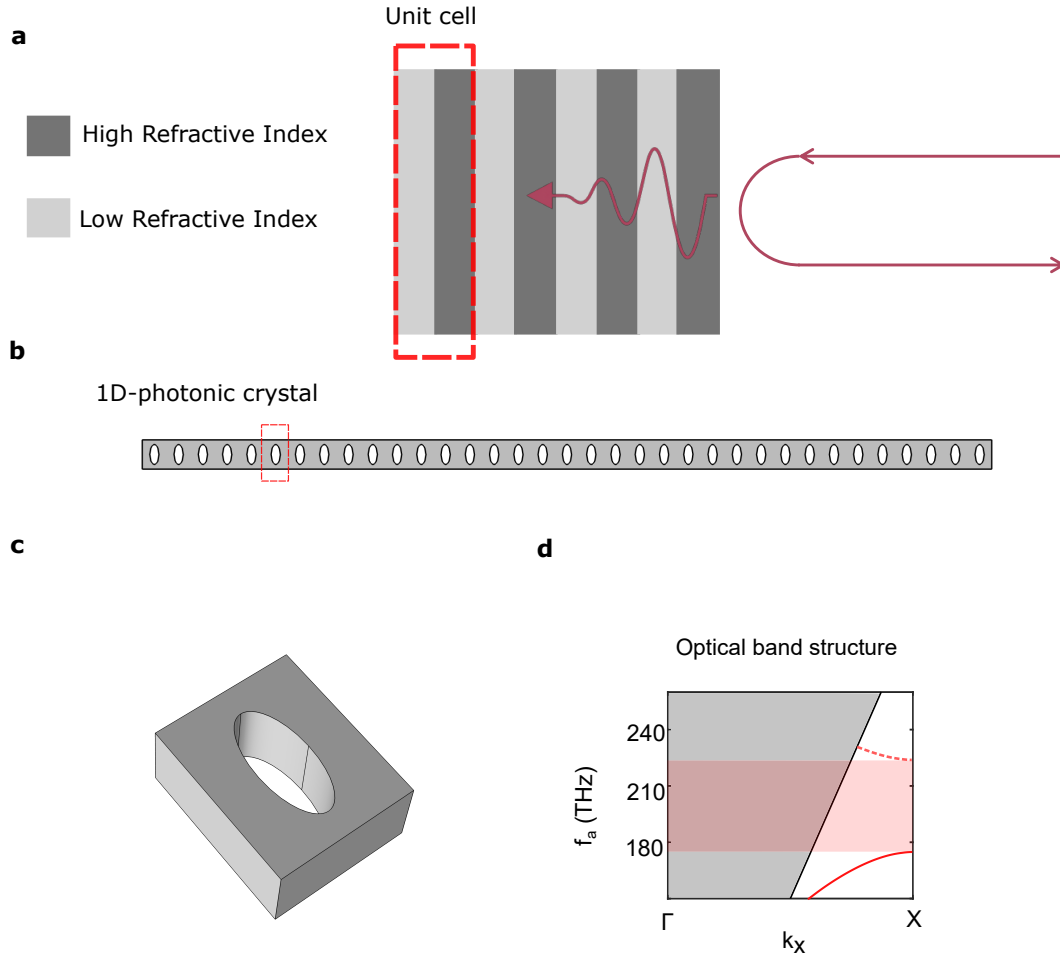 Unit cell
a
High Refractive Index
Low Refractive Index
b
1D-photonic crystal
c
d
Optical band structure
240
210
180
fₐ (THz)
Γ
X
kₓ